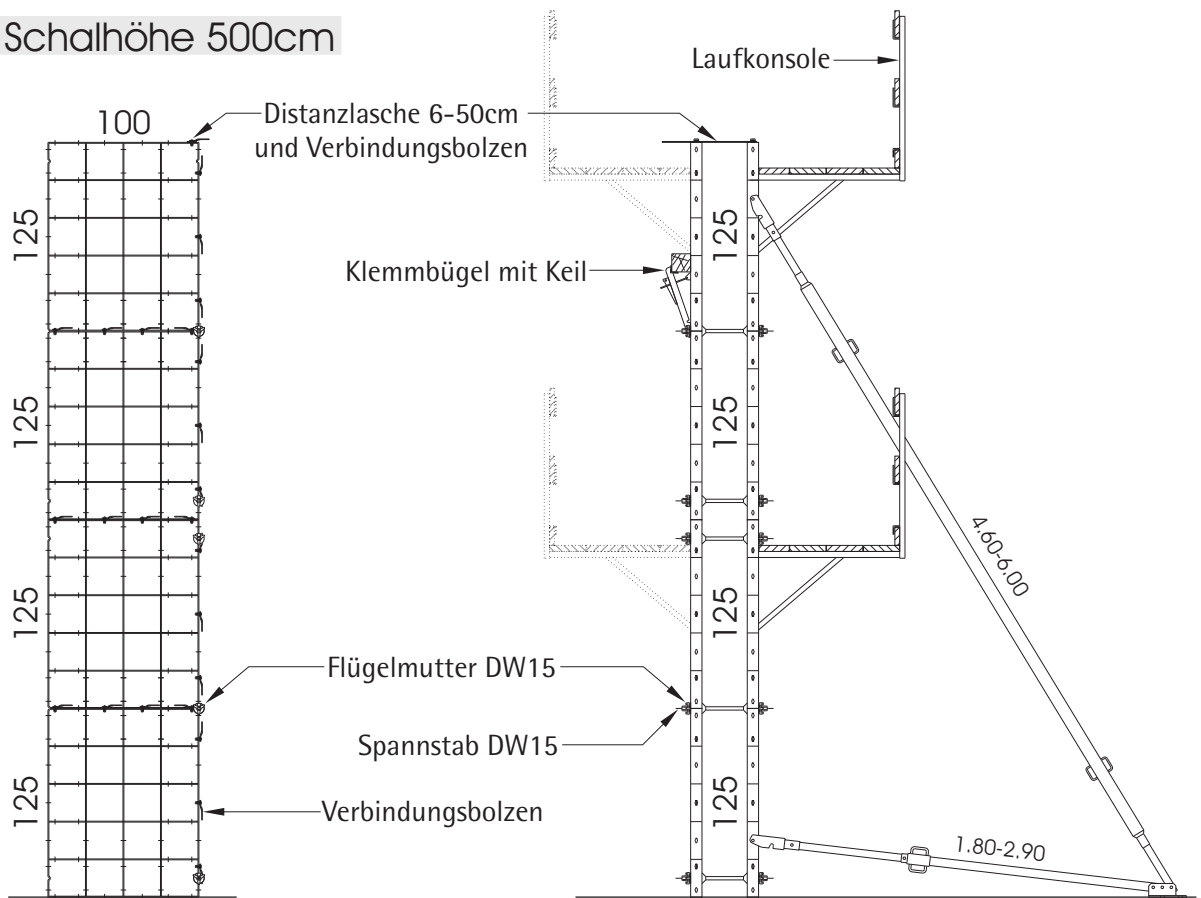 Schalhöhe 500cm
Laufkonsole
100
Distanzlasche 6-50cm
und Verbindungsbolzen
125
125
Klemmbügel mit Keil
125
125
4.60-6.00
125
125
Flügelmutter DW15
Spannstab DW15
125
125
Verbindungsbolzen
1.80-2.90